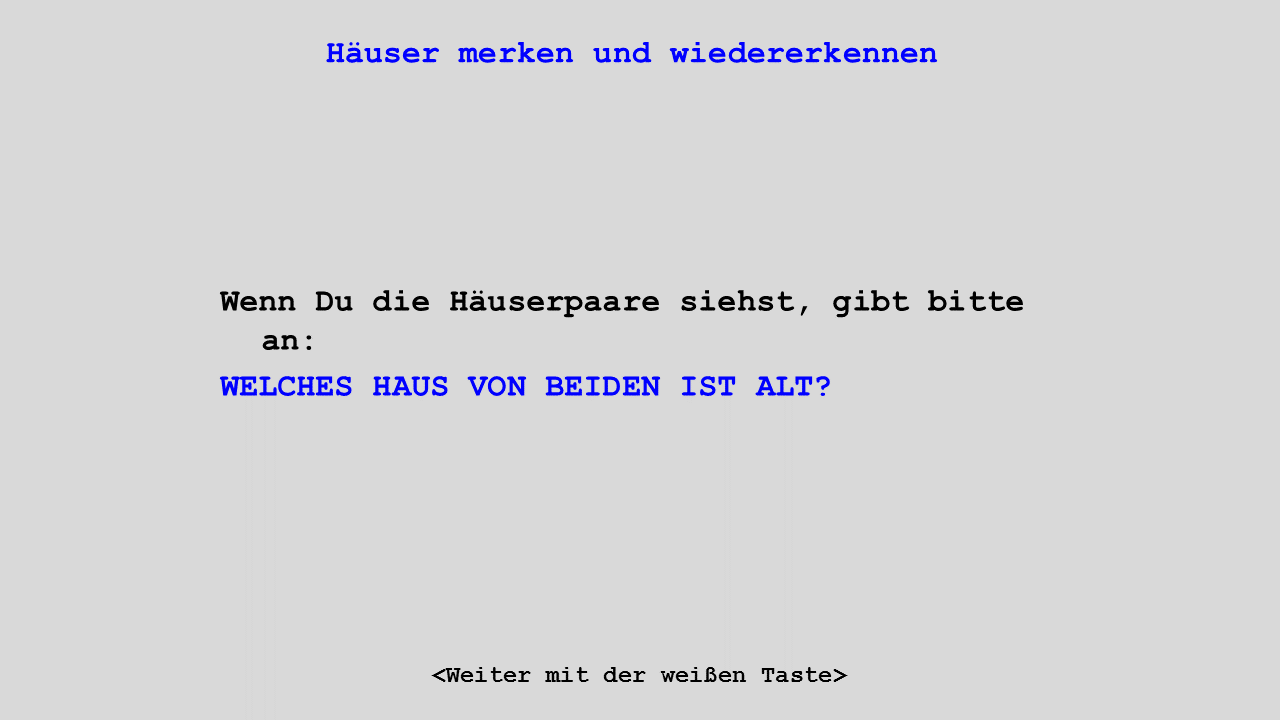 Häuser merken und wiedererkennen
Wenn Du die Häuserpaare siehst, gibt bitte
an:
WELCHES HAUS VON BEIDEN IST ALT?
<Weiter mit der weißen Taste>